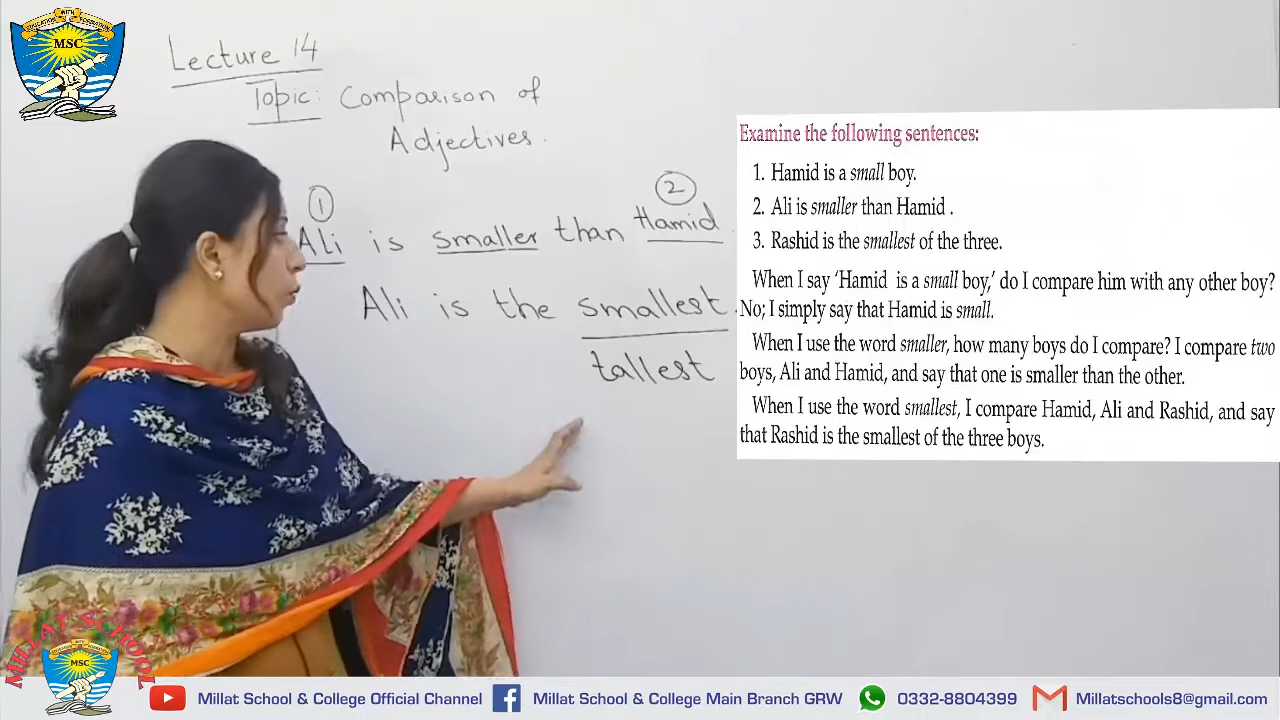 EDUCATION WITH FORMATION
MSC
Lecture 14
Topic: Comparison of
Adjectives.
1
2
Ali is smaller than Hamid.
Ali is the smallest.
tallest
Examine the following sentences:
1. Hamid is a small boy.
2. Ali is smaller than Hamid .
3. Rashid is the smallest of the three.
When I say ‘Hamid is a small boy,’ do I compare him with any other boy?
No; I simply say that Hamid is small.
When I use the word smaller, how many boys do I compare? I compare two
boys, Ali and Hamid, and say that one is smaller than the other.
When I use the word smallest, I compare Hamid, Ali and Rashid, and say
that Rashid is the smallest of the three boys.
MILLAT SCHOOL
MSC
Millat School & College Official Channel
Millat School & College Main Branch GRW
0332-8804399
Millatschools8@gmail.com